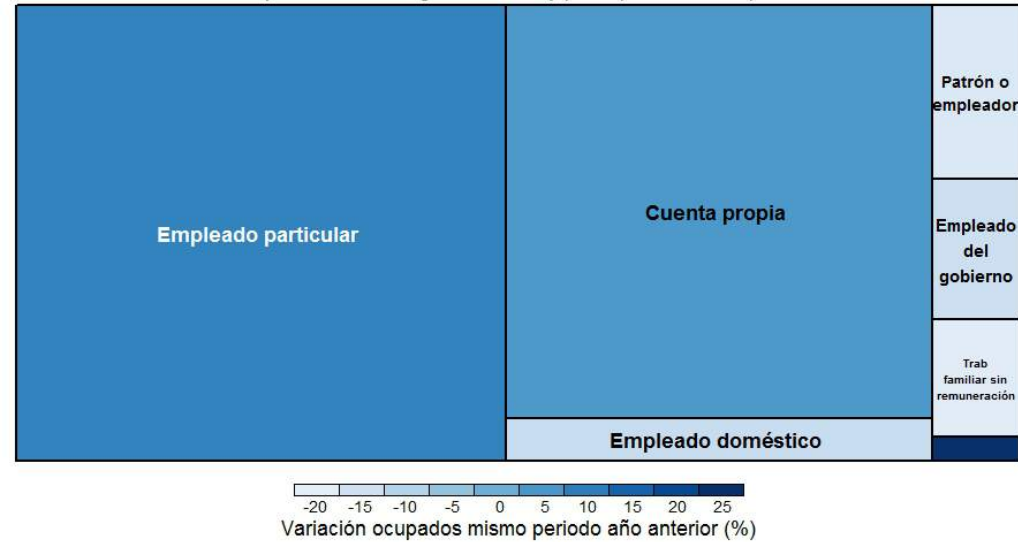 Empleado particular
Cuenta propia
Empleado doméstico
Patrón o
empleador
Empleado
del
gobierno
Trab
familiar sin
remuneración
-20 -15 -10 -5 0 5 10 15 20 25
Variación ocupados mismo periodo año anterior (%)